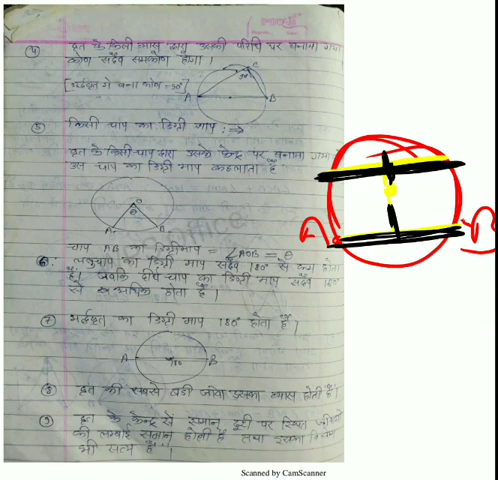 (4) वृत के किसी व्यास द्वारा उसकी परिधि पर बनाया गया
कोण सदैव समकोण होगा।
[अर्द्धवृत में बना कोण = 90°]
C
90
A B
(5) किसी चाप का डिग्री माप :⇒
वृत के किसी चाप द्वारा उसके केन्द्र पर बनाया गया
उस चाप का डिग्री माप कहलाता है
O
θ
A B
चाप AB का डिग्रीमाप = ∠AOB = θ
6. लघुचाप का डिग्री माप सदैव 180° से कम होता
है। जबकि दीर्घ चाप का डिग्री माप सदैव 180°
से अधिक होता है।
(7) अर्द्धवृत का डिग्री माप 180° होता है।
A B
180
(8) वृत की सबसे बड़ी जीवा उसका व्यास होती है।
(9) वृत के केन्द्र से समान दूरी पर स्थित जीवाओं
की लम्बाई समान होती है तथा इसका विलोम
भी सत्य है।
A B
Scanned by CamScanner